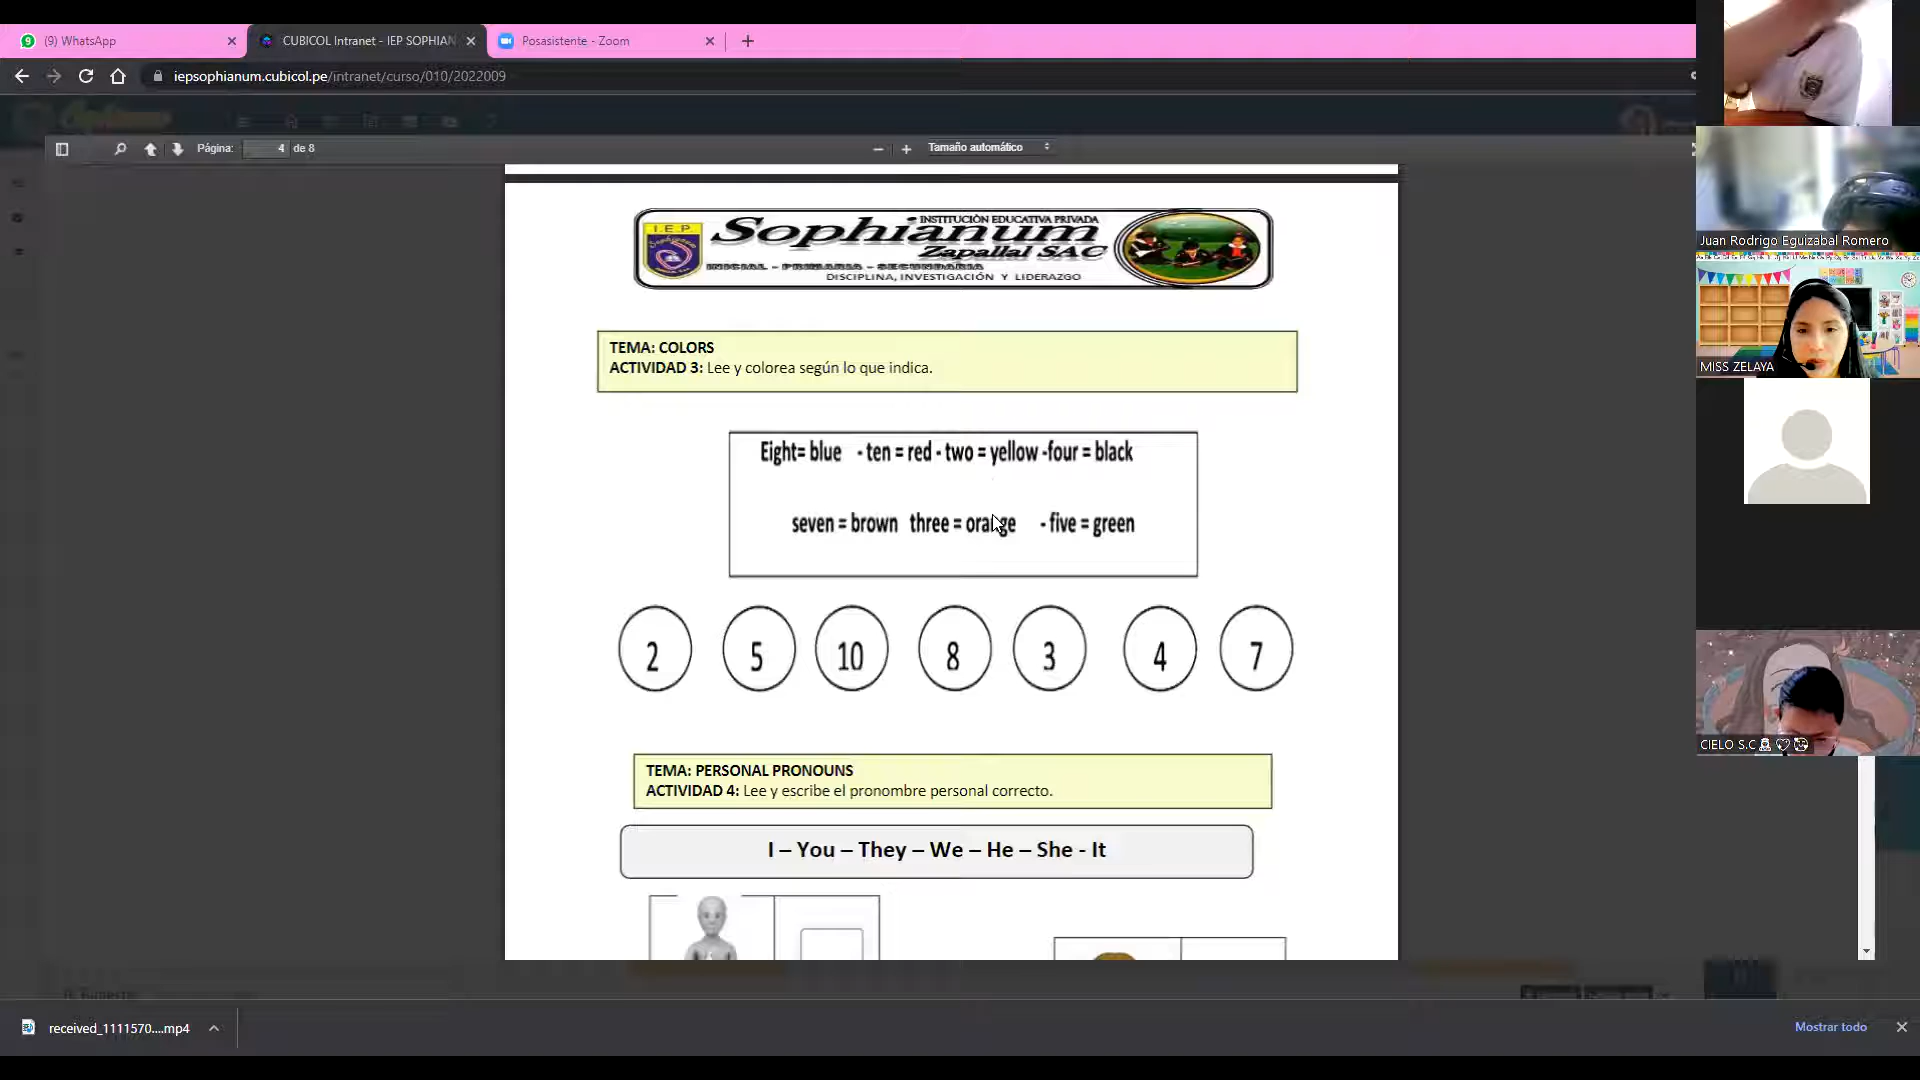 (9) WhatsApp
CUBICOL Intranet - IEP SOPHIAN
Posasistente - Zoom
iepsophianum.cubicol.pe/intranet/curso/010/2022009
Página: 4 de 8
Tamaño automático
I.E.P.
Sophianum
INSTITUCIÓN EDUCATIVA PRIVADA
Zapallal SAC
INICIAL - PRIMARIA - SECUNDARIA
DISCIPLINA, INVESTIGACIÓN Y LIDERAZGO
TEMA: COLORS
ACTIVIDAD 3: Lee y colorea según lo que indica.
Eight= blue - ten = red - two = yellow -four = black
seven = brown three = orange - five = green
2 5 10 8 3 4 7
TEMA: PERSONAL PRONOUNS
ACTIVIDAD 4: Lee y escribe el pronombre personal correcto.
I – You – They – We – He – She - It
Juan Rodrigo Eguizabal Romero
MISS ZELAYA
CIELO S.C
received_1111570....mp4
Mostrar todo